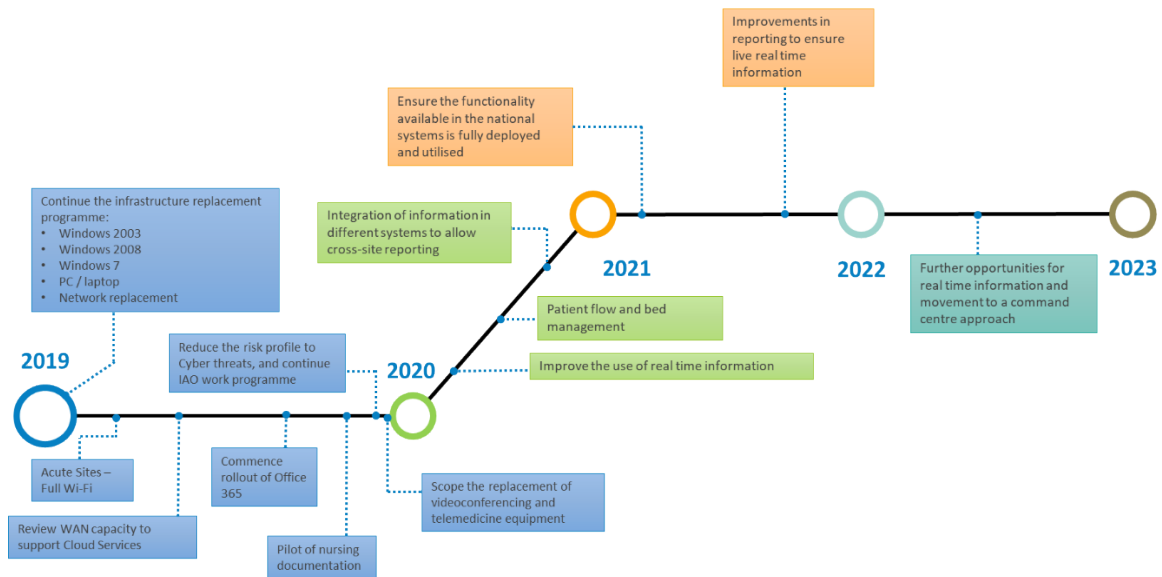 Improvements in
reporting to ensure
live real time
information
Ensure the functionality
available in the national
systems is fully deployed
and utilised
Continue the infrastructure replacement
programme:
• Windows 2003
• Windows 2008
• Windows 7
• PC / laptop
• Network replacement
Integration of information in
different systems to allow
cross-site reporting
2021
2022
2023
Further opportunities for
real time information and
movement to a command
centre approach
Patient flow and bed
management
Reduce the risk profile to
Cyber threats, and continue
IAO work programme
2019
2020
Improve the use of real time information
Acute Sites –
Full Wi-Fi
Commence
rollout of Office
365
Scope the replacement of
videoconferencing and
telemedicine equipment
Review WAN capacity to
support Cloud Services
Pilot of nursing
documentation